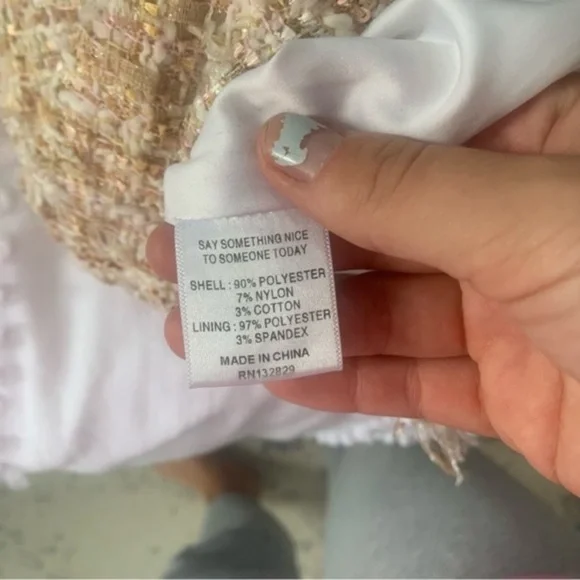 SAY SOMETHING NICE
TO SOMEONE TODAY
SHELL : 90% POLYESTER
7% NYLON
3% COTTON
LINING : 97% POLYESTER
3% SPANDEX
MADE IN CHINA
RN132829